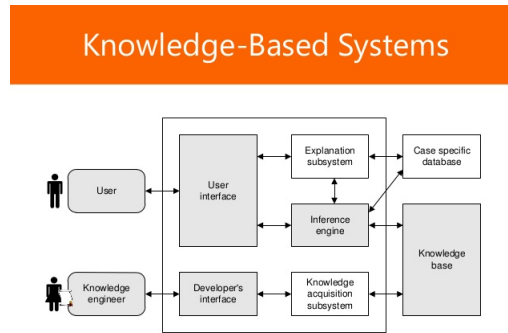 Knowledge-Based Systems
Explanation
subsystem
Case specific
database
User
User
interface
Inference
engine
Knowledge
base
Knowledge
engineer
Developer's
interface
Knowledge
acquisition
subsystem